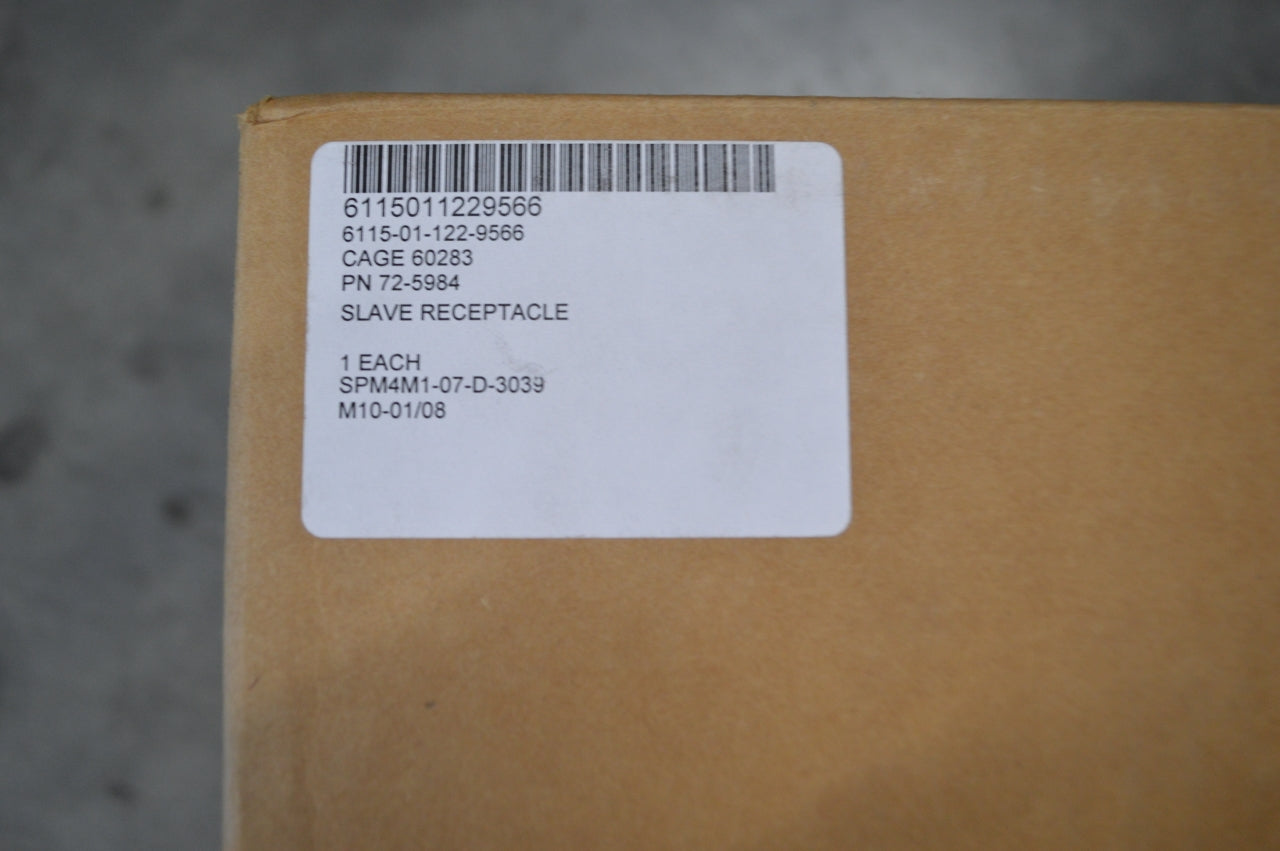 6115011229566
6115-01-122-9566
CAGE 60283
PN 72-5984
SLAVE RECEPTACLE
1 EACH
SPM4M1-07-D-3039
M10-01/08